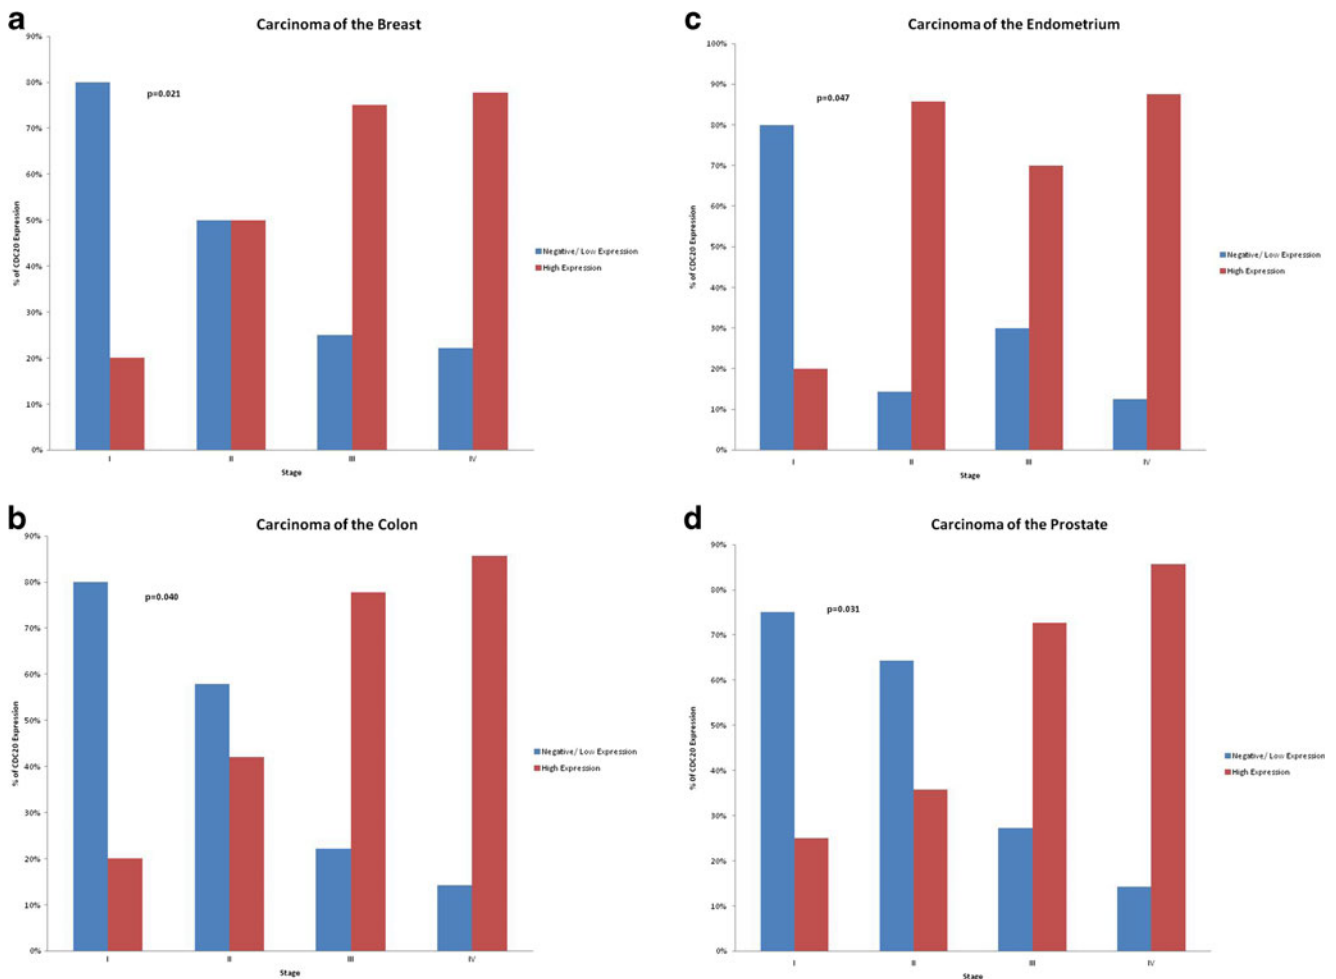 a
Carcinoma of the Breast
90%
80%
70%
60%
50%
40%
30%
20%
10%
0%
% of CDC20 Expression
p=0.021
I II III IV
Stage
Negative/ Low Expression
High Expression
b
Carcinoma of the Colon
90%
80%
70%
60%
50%
40%
30%
20%
10%
0%
% of CDC20 Expression
p=0.040
I II III IV
Stage
Negative/ Low Expression
High Expression
c
Carcinoma of the Endometrium
100%
90%
80%
70%
60%
50%
40%
30%
20%
10%
0%
% of CDC20 Expression
p=0.047
I II III IV
Stage
Negative/ Low Expression
High Expression
d
Carcinoma of the Prostate
90%
80%
70%
60%
50%
40%
30%
20%
10%
0%
% Of CDC20 Expression
p=0.031
I II III IV
Stage
Negative/ Low Expression
High Expression